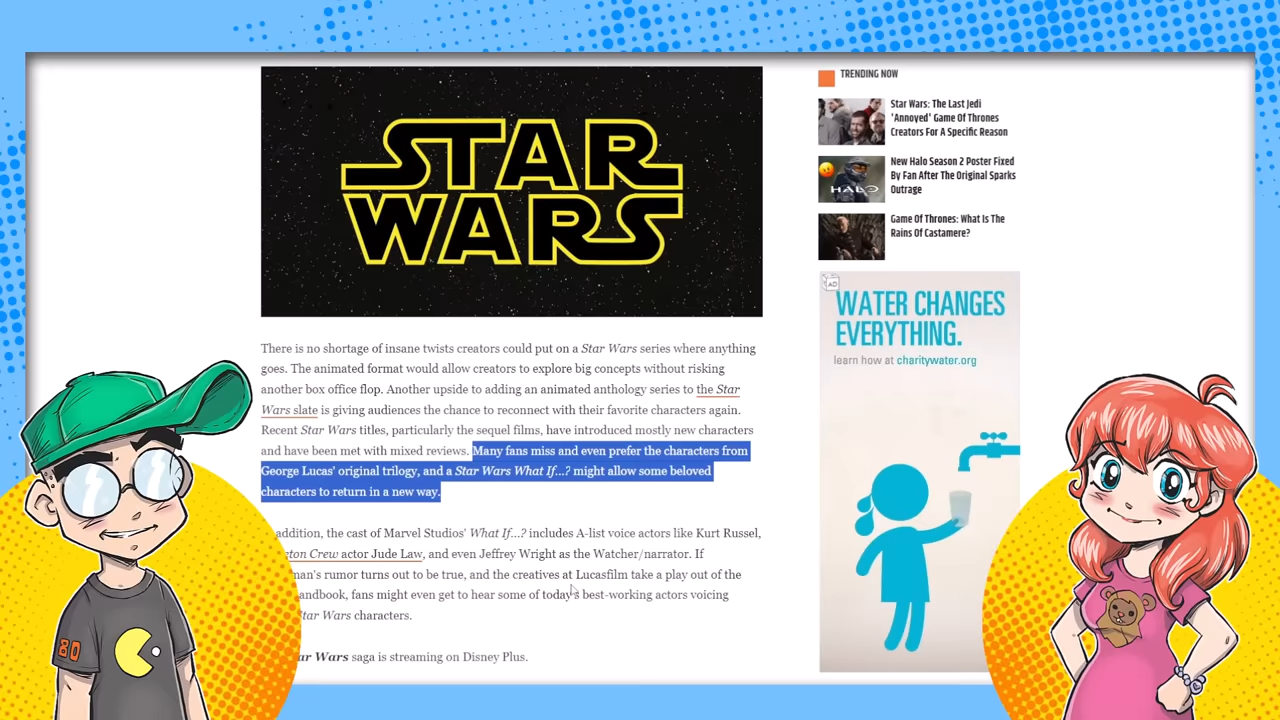 STAR
WARS
There is no shortage of insane twists creators could put on a Star Wars series where anything
goes. The animated format would allow creators to explore big concepts without risking
another box office flop. Another upside to adding an animated anthology series to the Star
Wars slate is giving audiences the chance to reconnect with their favorite characters again.
Recent Star Wars titles, particularly the sequel films, have introduced mostly new characters
and have been met with mixed reviews. Many fans miss and even prefer the characters from
George Lucas' original trilogy, and a Star Wars What If...? might allow some beloved
characters to return in a new way.
addition, the cast of Marvel Studios' What If...? includes A-list voice actors like Kurt Russel,
Crew actor Jude Law, and even Jeffrey Wright as the Watcher/narrator. If
rumor turns out to be true, and the creatives at Lucasfilm take a play out of the
fans might even get to hear some of today's best-working actors voicing
Star Wars characters.
Wars saga is streaming on Disney Plus.
TRENDING NOW
Star Wars: The Last Jedi
'Annoyed' Game Of Thrones
Creators For A Specific Reason
HALO
New Halo Season 2 Poster Fixed
By Fan After The Original Sparks
Outrage
Game Of Thrones: What Is The
Rains Of Castamere?
AD
WATER CHANGES
EVERYTHING.
learn how at charitywater.org
80